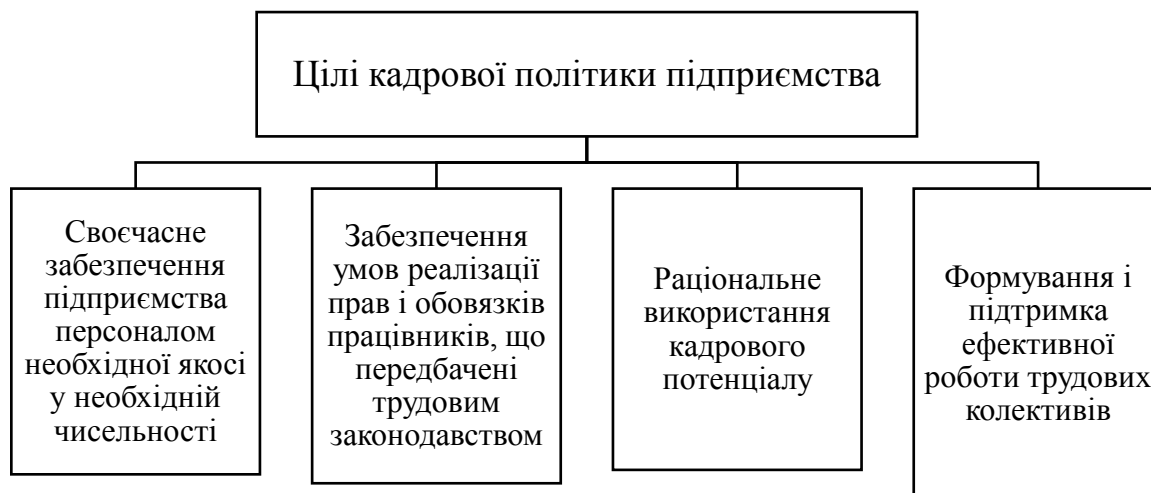 Цілі кадрової політики підприємства
Своєчасне
забезпечення
підприємства
персоналом
необхідної якосі
у необхідній
чисельності
Забезпечення
умов реалізації
прав і обовязків
працівників, що
передбачені
трудовим
законодавством
Раціональне
використання
кадрового
потенціалу
Формування і
підтримка
ефективної
роботи трудових
колективів